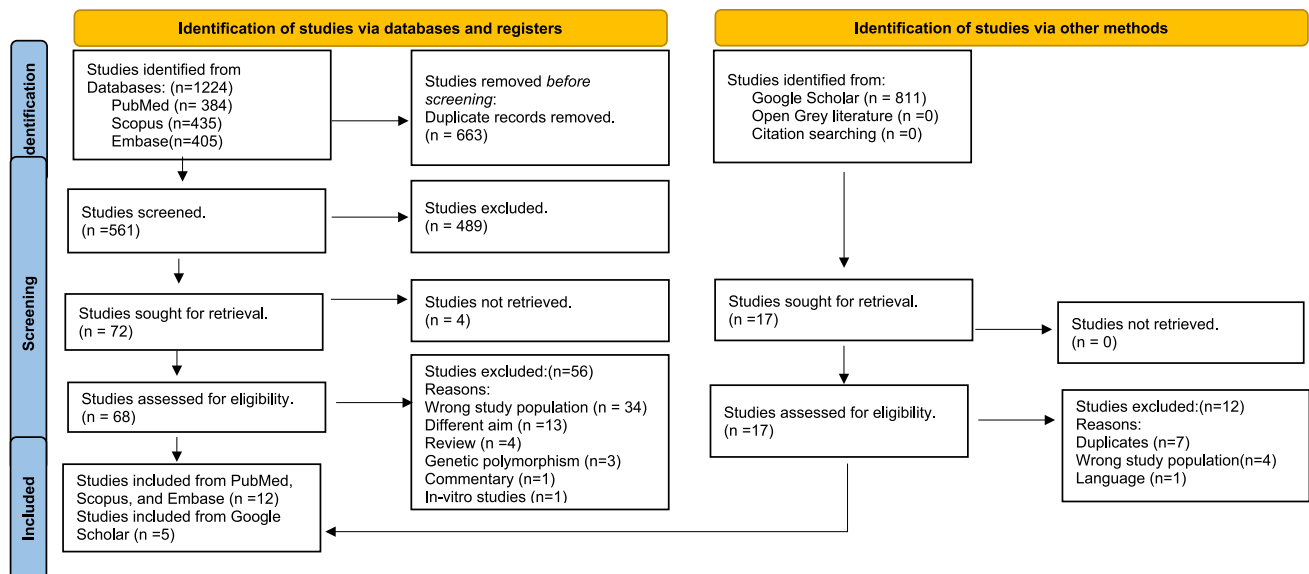 Identification of studies via databases and registers
Identification of studies via other methods
Identification
Studies identified from
Databases: (n=1224)
PubMed (n= 384)
Scopus (n=435)
Embase(n=405)
Studies removed before
screening:
Duplicate records removed.
(n = 663)
Studies identified from:
Google Scholar (n = 811)
Open Grey literature (n =0)
Citation searching (n =0)
Screening
Studies screened.
(n =561)
Studies excluded.
(n = 489)
Studies sought for retrieval.
(n = 72)
Studies not retrieved.
(n = 4)
Studies sought for retrieval.
(n =17)
Studies not retrieved.
(n = 0)
Studies assessed for eligibility.
(n = 68)
Studies excluded:(n=56)
Reasons:
Wrong study population (n = 34)
Different aim (n =13)
Review (n =4)
Genetic polymorphism (n=3)
Commentary (n=1)
In-vitro studies (n=1)
Studies assessed for eligibility.
(n =17)
Studies excluded:(n=12)
Reasons:
Duplicates (n=7)
Wrong study population(n=4)
Language (n=1)
Included
Studies included from PubMed,
Scopus, and Embase (n =12)
Studies included from Google
Scholar (n =5)